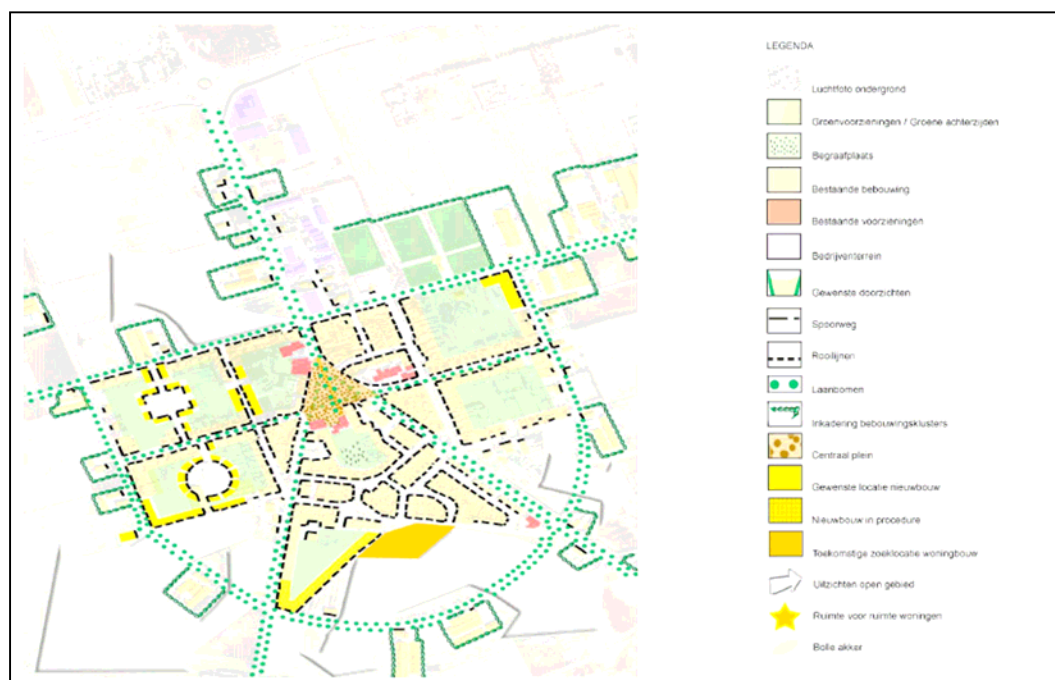 LEGENDA
Luchtfoto ondergrond
Groenvoorzieningen / Groene achterzijden
Begraafplaats
Bestaande bebouwing
Bestaande voorzieningen
Bedrijventerrein
Gewenste doorzichten
Spoorweg
Rooilijnen
Laanbomen
Inkadering bebouwingsklusters
Centraal plein
Gewenste locatie nieuwbouw
Nieuwbouw in procedure
Toekomstige zoeklocatie woningbouw
Uitzichten open gebied
Ruimte voor ruimte woningen
Bolle akker